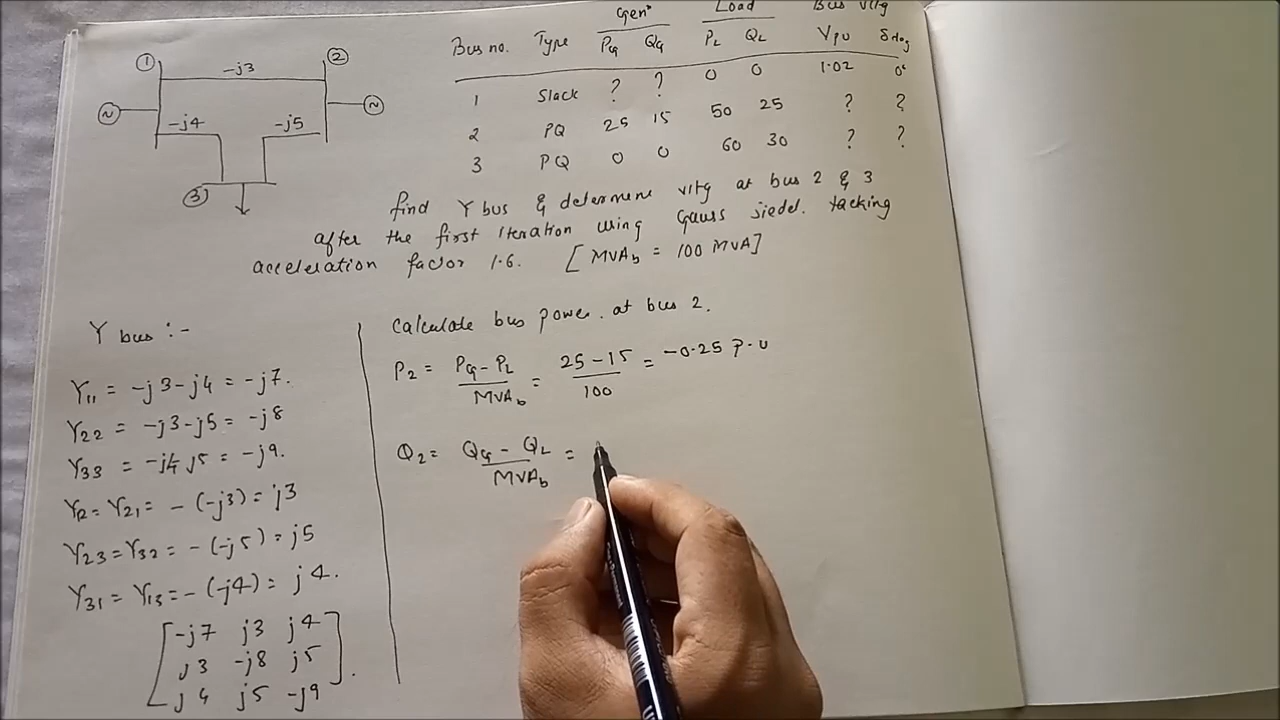 Genⁿ Load Bus vltg
Bus no. Type PG QG PL QL Vpu δdeg
1 Slack ? ? 0 0 1.02 0°
2 PQ 25 15 50 25 ? ?
3 PQ 0 0 60 30 ? ?
① -j3 ②
~ ~
-j4 -j5
③
find Y bus & determene vltg at bus 2 & 3
after the first iteration using Gauss siedel. tacking
acceleration factor 1.6. [MVAb = 100 MVA]
Y bus :-
Y11 = -j3-j4 = -j7.
Y22 = -j3-j5 = -j8
Y33 = -j4 j5 = -j9.
Y12= Y21= -(-j3) = j3
Y23=Y32 = -(-j5) = j5
Y31 = Y13 = -(-j4) = j4.
[-j7 j3 j4
j3 -j8 j5
j4 j5 -j9].
Calculate bus power. at bus 2.
P2 = PG-PL / MVAb = 25-15 / 100 = -0.25 P.U
Q2 = QG - QL / MVAb =